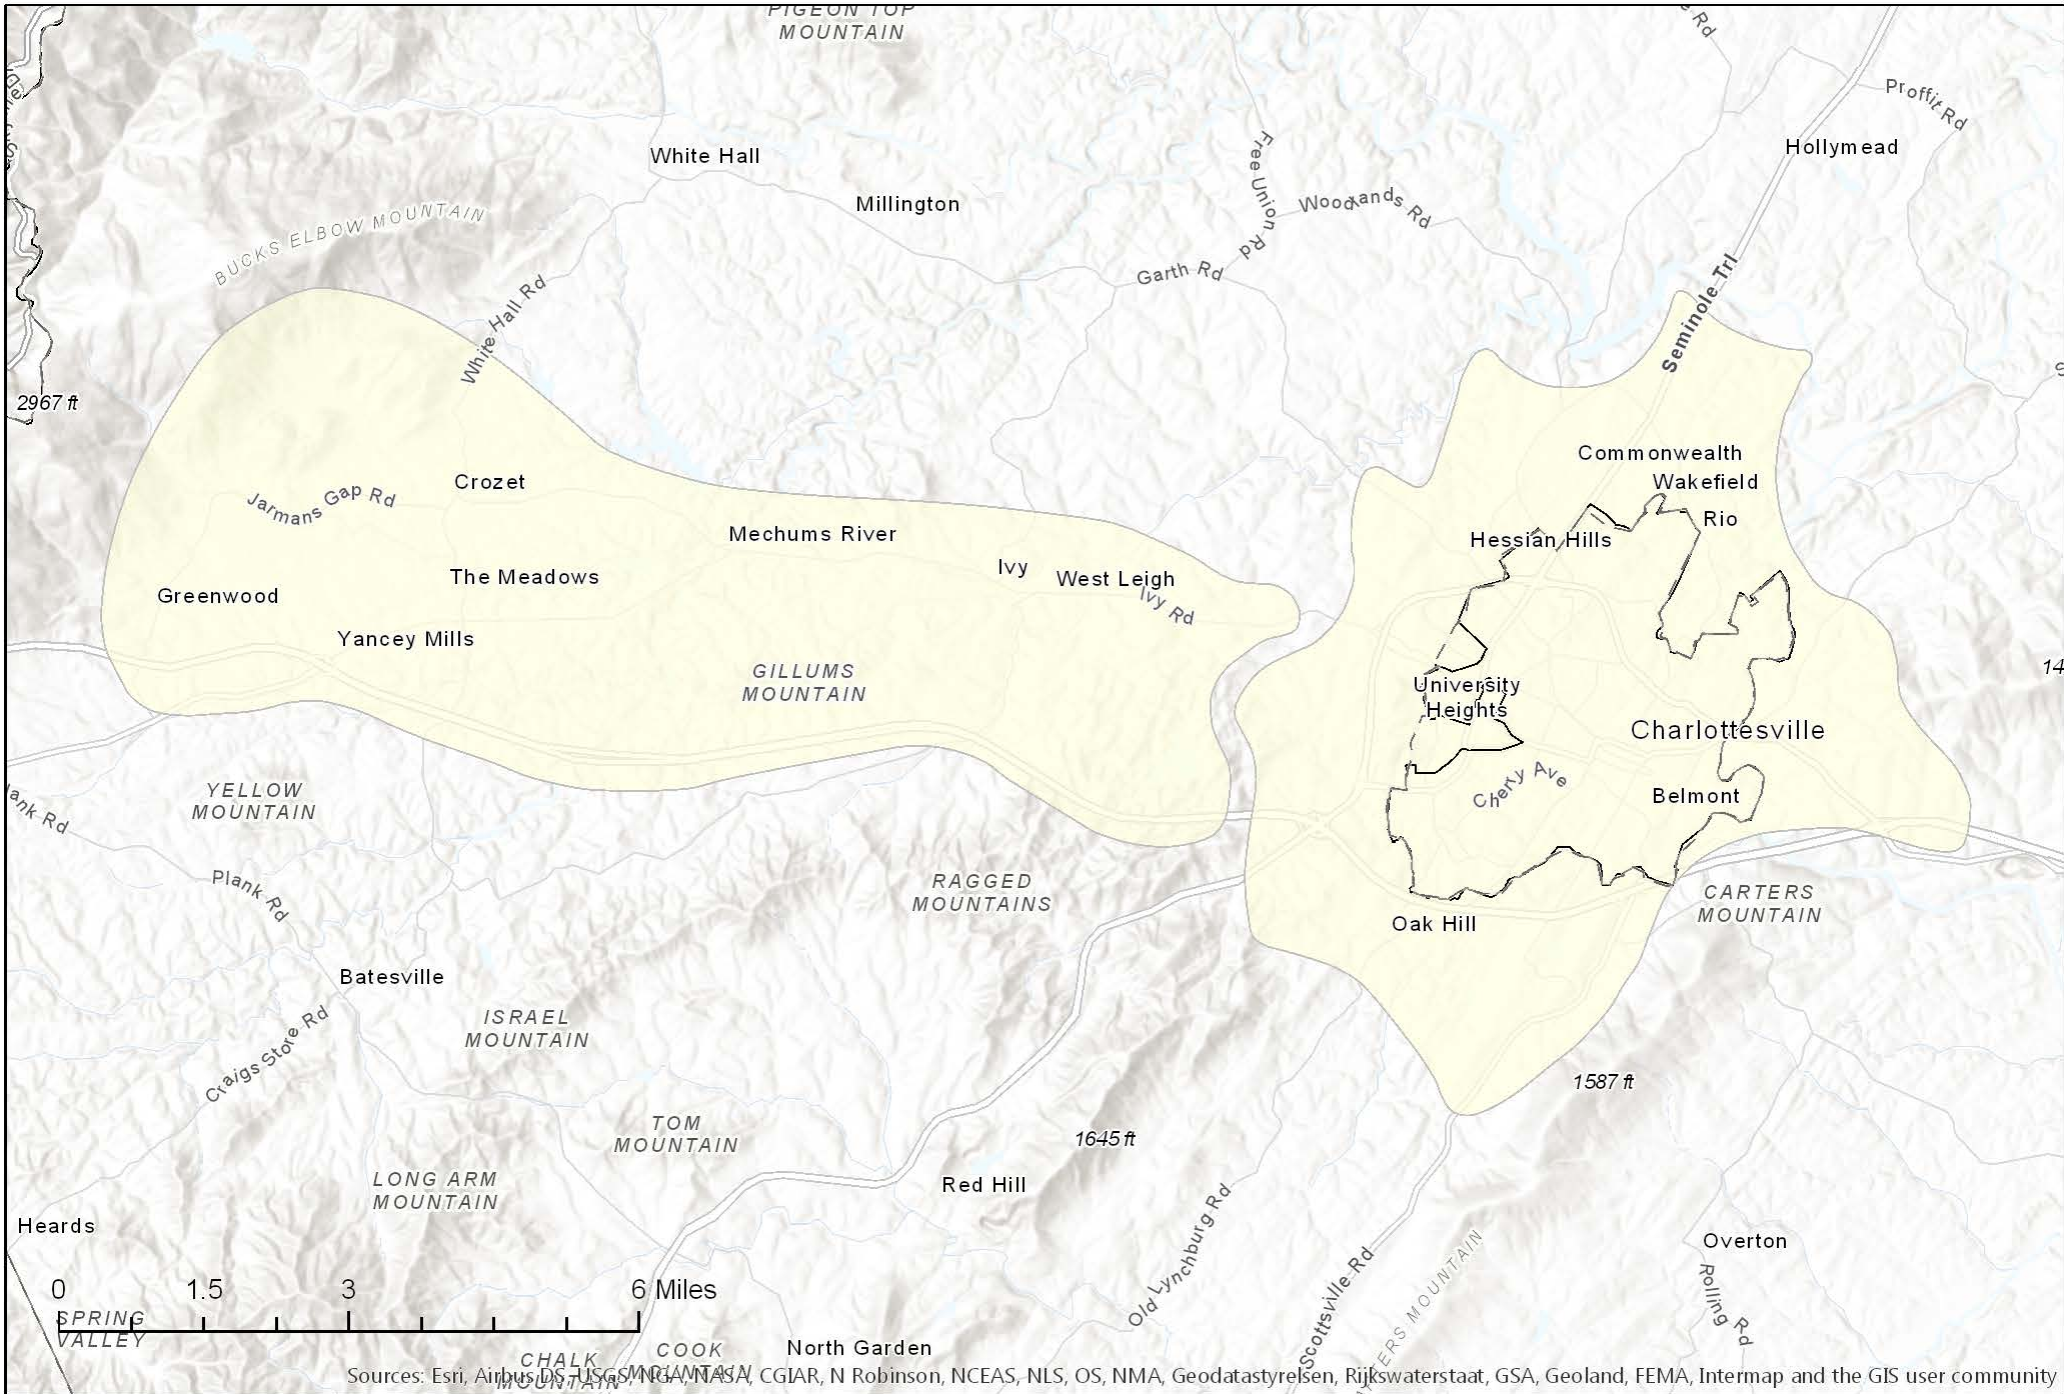 PIGEON TOP
MOUNTAIN
Proffit Rd
Hollymead
White Hall
Free Union Rd
Millington
Woodlands Rd
BUCKS ELBOW MOUNTAIN
Garth Rd
Seminole Trl
White Hall Rd
2967 ft
Commonwealth
Crozet
Wakefield
Jarmans Gap Rd
Rio
Mechums River
Hessian Hills
Ivy
West Leigh
The Meadows
Ivy Rd
Greenwood
Yancey Mills
14
GILLUMS
MOUNTAIN
University
Heights
Charlottesville
YELLOW
MOUNTAIN
Cherry Ave
Belmont
ank Rd
Plank Rd
RAGGED
MOUNTAINS
CARTERS
MOUNTAIN
Oak Hill
Batesville
ISRAEL
MOUNTAIN
Craigs Store Rd
1587 ft
TOM
MOUNTAIN
1645 ft
LONG ARM
MOUNTAIN
Red Hill
Heards
Old Lynchburg Rd
Overton
Scottsville Rd
TERS MOUNTAIN
Rolling Rd
0 1.5 3 6 Miles
SPRING
VALLEY
North Garden
COOK
MOUNTAIN
CHALK
MOUNTAIN
Sources: Esri, Airbus DS, USGS, NGA, NASA, CGIAR, N Robinson, NCEAS, NLS, OS, NMA, Geodatastyrelsen, Rijkswaterstaat, GSA, Geoland, FEMA, Intermap and the GIS user community